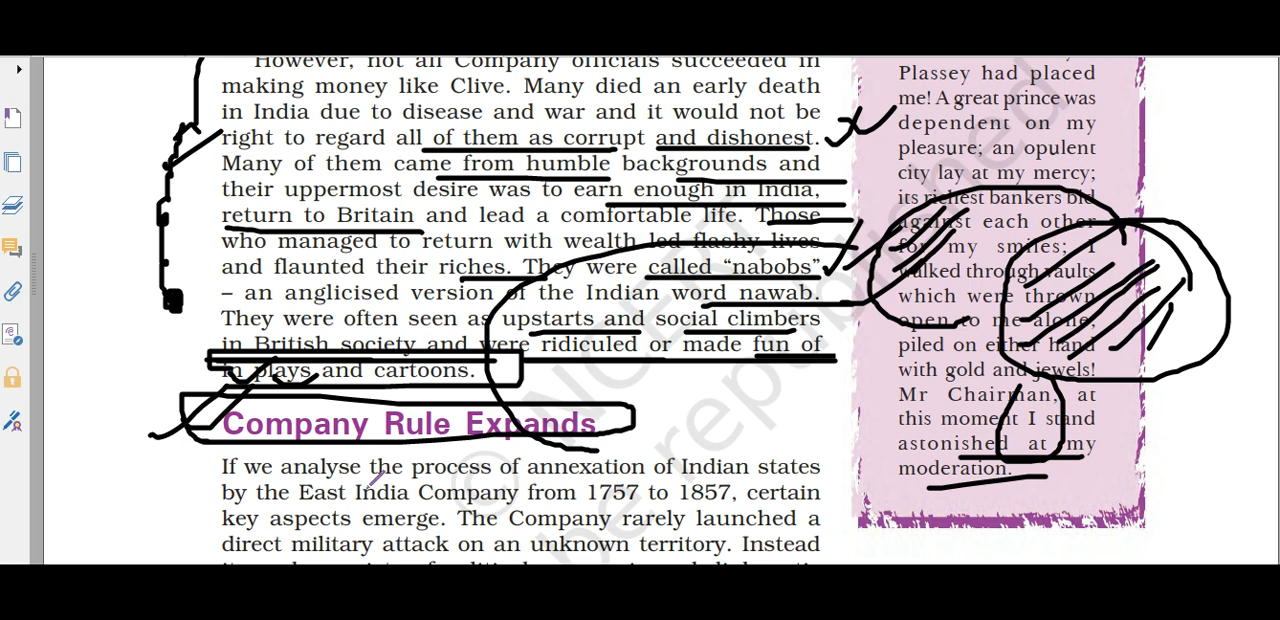 However, not all Company officials succeeded in
making money like Clive. Many died an early death
in India due to disease and war and it would not be
right to regard all of them as corrupt and dishonest.
Many of them came from humble backgrounds and
their uppermost desire was to earn enough in India,
return to Britain and lead a comfortable life. Those
who managed to return with wealth led flashy lives
and flaunted their riches. They were called “nabobs”
– an anglicised version of the Indian word nawab.
They were often seen as upstarts and social climbers
in British society and were ridiculed or made fun of
in plays and cartoons.
Company Rule Expands
If we analyse the process of annexation of Indian states
by the East India Company from 1757 to 1857, certain
key aspects emerge. The Company rarely launched a
direct military attack on an unknown territory. Instead
Plassey had placed
me! A great prince was
dependent on my
pleasure; an opulent
city lay at my mercy;
its richest bankers bid
against each other
for my smiles; I
walked through vaults
which were thrown
open to me alone,
piled on either hand
with gold and jewels!
Mr Chairman, at
this moment I stand
astonished at my
moderation.
© NCERT
be republished